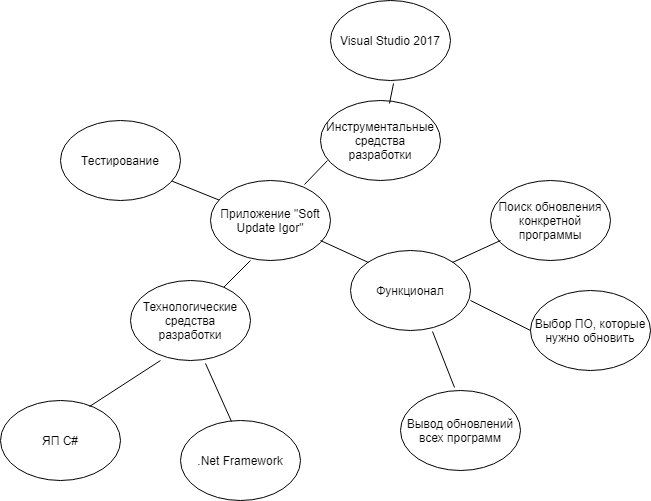 Visual Studio 2017
Инструментальные
средства
разработки
Тестирование
Приложение "Soft
Update Igor"
Поиск обновления
конкретной
программы
Функционал
Технологические
средства
разработки
Выбор ПО, которые
нужно обновить
Вывод обновлений
всех программ
ЯП C#
.Net Framework